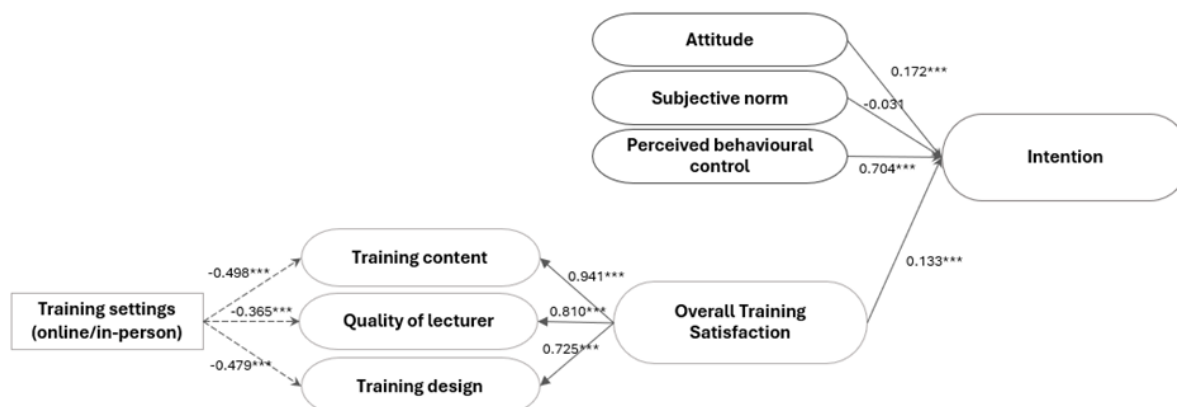 Attitude
0.172***
Subjective norm
-0.031
Perceived behavioural
control
0.704***
Intention
0.133***
Training content
-0.498***
0.941***
Training settings
(online/in-person)
-0.365***
Quality of lecturer
0.810***
Overall Training
Satisfaction
0.725***
-0.479***
Training design